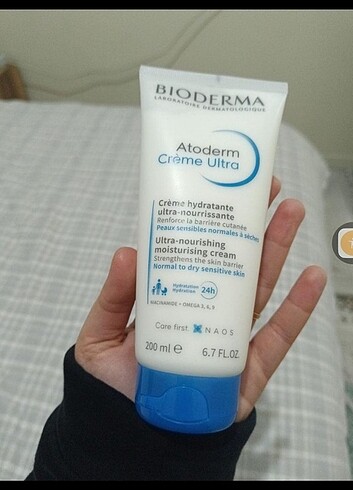 BIODERMA
LABORATOIRE DERMATOLOGIQUE
Atoderm
Crème Ultra
Crème hydratante
ultra-nourrissante
Renforce la barrière cutanée
Peaux sensibles normales à sèches
Ultra-nourishing
moisturising cream
Strengthens the skin barrier
Normal to dry sensitive skin
Hydratation
Hydration
24h
NIACINAMIDE + OMEGA 3, 6, 9
Care first. NAOS
200 ml e 6.7 FL.OZ.